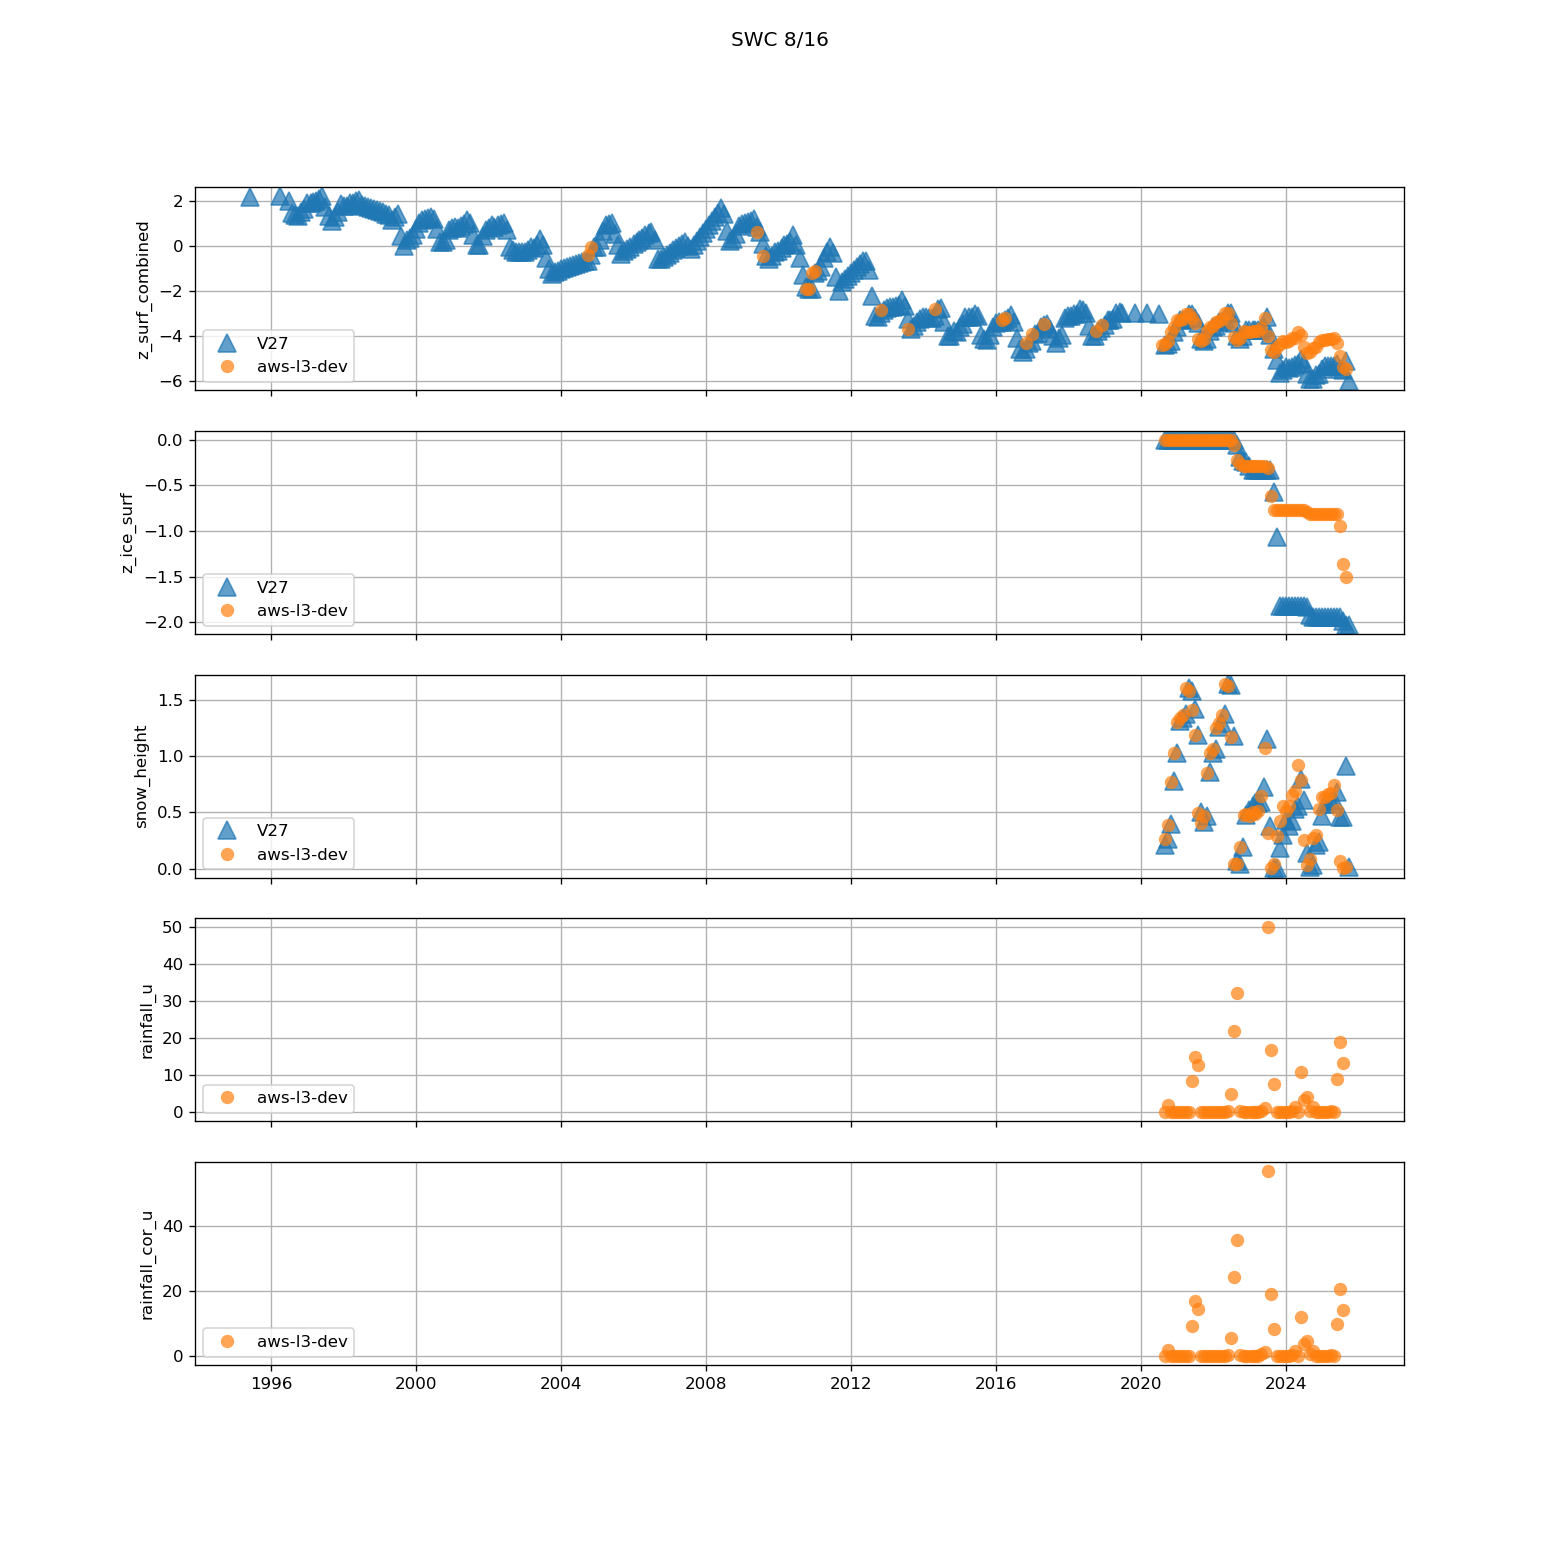 SWC 8/16
z_surf_combined
2
0
−2
−4
−6
V27
aws-l3-dev
z_ice_surf
0.0
−0.5
−1.0
−1.5
−2.0
V27
aws-l3-dev
snow_height
1.5
1.0
0.5
0.0
V27
aws-l3-dev
rainfall_u
50
40
30
20
10
0
aws-l3-dev
rainfall_cor_u
40
20
0
aws-l3-dev
1996 2000 2004 2008 2012 2016 2020 2024